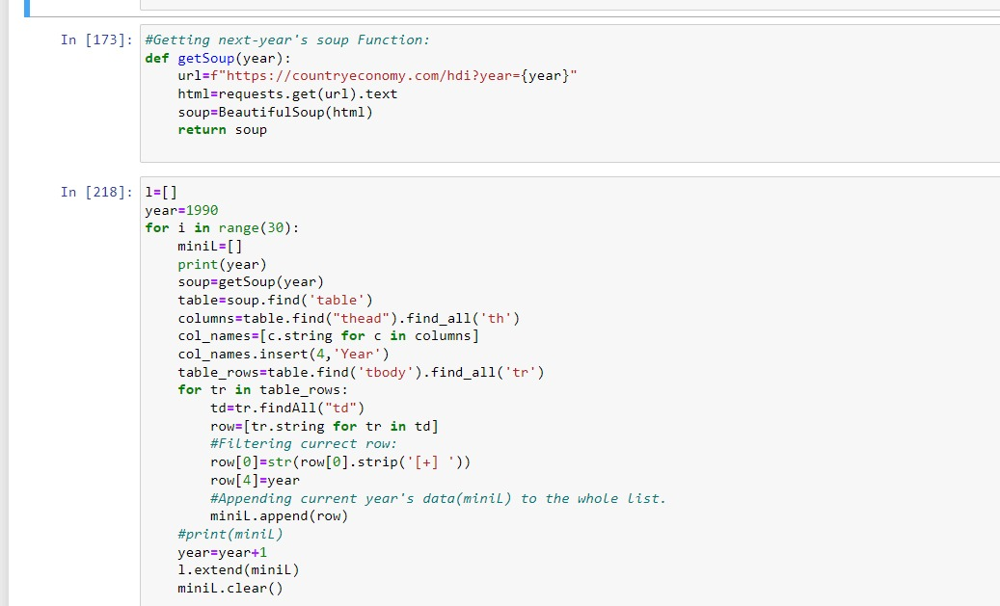 In [173]: #Getting next-year's soup Function:
def getSoup(year):
    url=f"https://countryeconomy.com/hdi?year={year}"
    html=requests.get(url).text
    soup=BeautifulSoup(html)
    return soup
In [218]: l=[]
year=1990
for i in range(30):
    miniL=[]
    print(year)
    soup=getSoup(year)
    table=soup.find('table')
    columns=table.find("thead").find_all('th')
    col_names=[c.string for c in columns]
    col_names.insert(4,'Year')
    table_rows=table.find('tbody').find_all('tr')
    for tr in table_rows:
        td=tr.findAll("td")
        row=[tr.string for tr in td]
        #Filtering currect row:
        row[0]=str(row[0].strip('[+] '))
        row[4]=year
        #Appending current year's data(miniL) to the whole list.
        miniL.append(row)
    #print(miniL)
    year=year+1
    l.extend(miniL)
    miniL.clear()